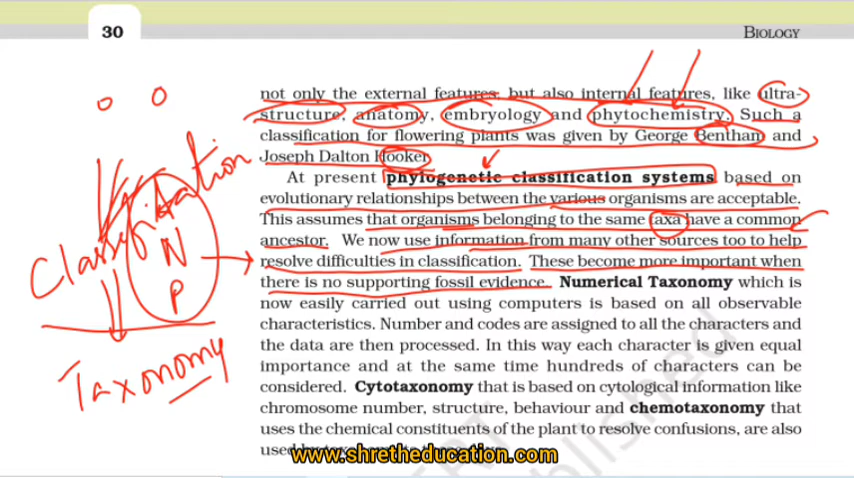 30
BIOLOGY
not only the external features, but also internal features, like ultra-
structure, anatomy, embryology and phytochemistry. Such a
classification for flowering plants was given by George Bentham and
Joseph Dalton Hooker.
At present phylogenetic classification systems based on
evolutionary relationships between the various organisms are acceptable.
This assumes that organisms belonging to the same taxa have a common
ancestor. We now use information from many other sources too to help
resolve difficulties in classification. These become more important when
there is no supporting fossil evidence. Numerical Taxonomy which is
now easily carried out using computers is based on all observable
characteristics. Number and codes are assigned to all the characters and
the data are then processed. In this way each character is given equal
importance and at the same time hundreds of characters can be
considered. Cytotaxonomy that is based on cytological information like
chromosome number, structure, behaviour and chemotaxonomy that
uses the chemical constituents of the plant to resolve confusions, are also
used by
www.shretheducation.com
Classification
A
N
P
Taxonomy